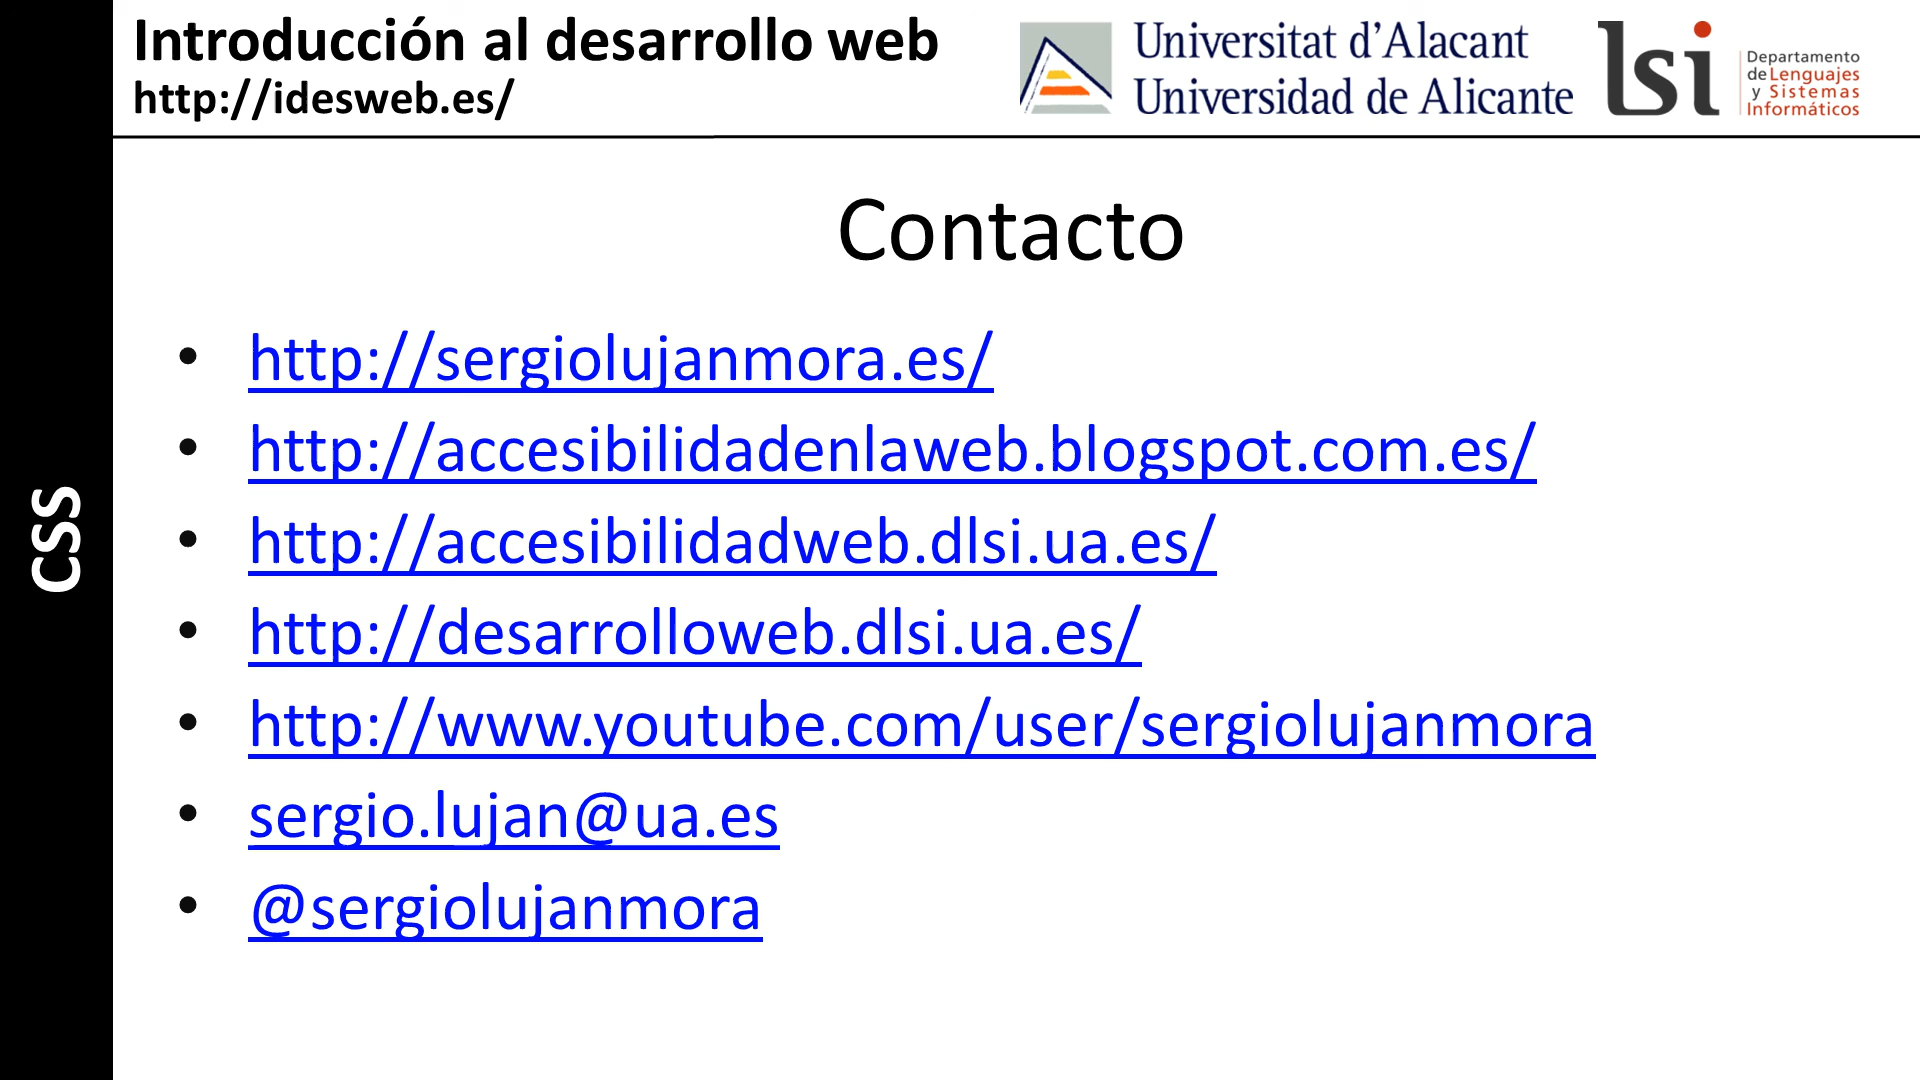 Introducción al desarrollo web
http://idesweb.es/
Universitat d'Alacant
Universidad de Alicante
lsi
Departamento
de Lenguajes
y Sistemas
Informáticos
CSS
Contacto
• http://sergiolujanmora.es/
• http://accesibilidadenlaweb.blogspot.com.es/
• http://accesibilidadweb.dlsi.ua.es/
• http://desarrolloweb.dlsi.ua.es/
• http://www.youtube.com/user/sergiolujanmora
• sergio.lujan@ua.es
• @sergiolujanmora